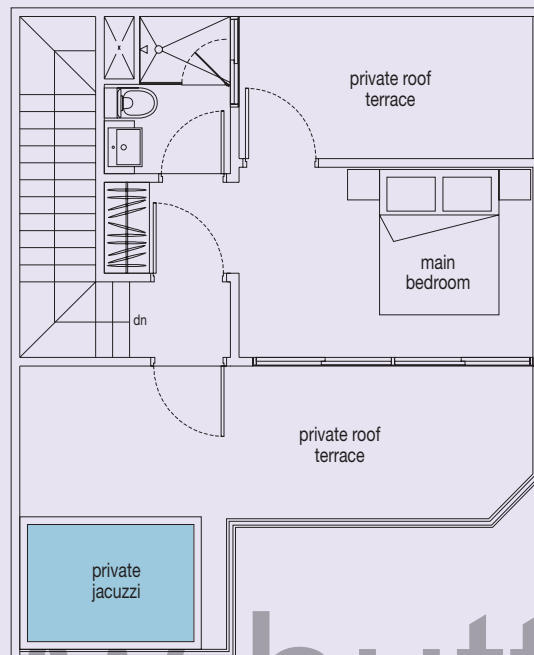 private roof
terrace
main
bedroom
dn
private roof
terrace
private
jacuzzi